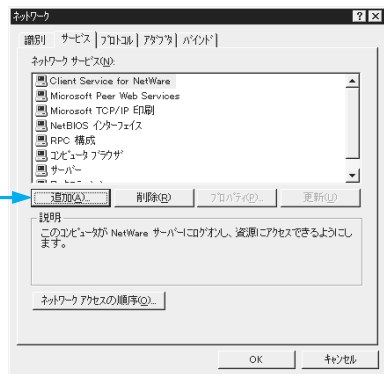 ネットワーク
識別 サービス プロトコル アダプタ バインド
ネットワーク サービス(N):
Client Service for NetWare
Microsoft Peer Web Services
Microsoft TCP/IP 印刷
NetBIOS インターフェイス
RPC 構成
コンピュータ ブラウザ
サーバー
追加(A)... 削除(R) プロパティ(P)... 更新(U)
説明
このコンピュータが NetWare サーバーにログオンし、資源にアクセスできるようにし
ます。
ネットワーク アクセスの順序(O)...
OK キャンセル